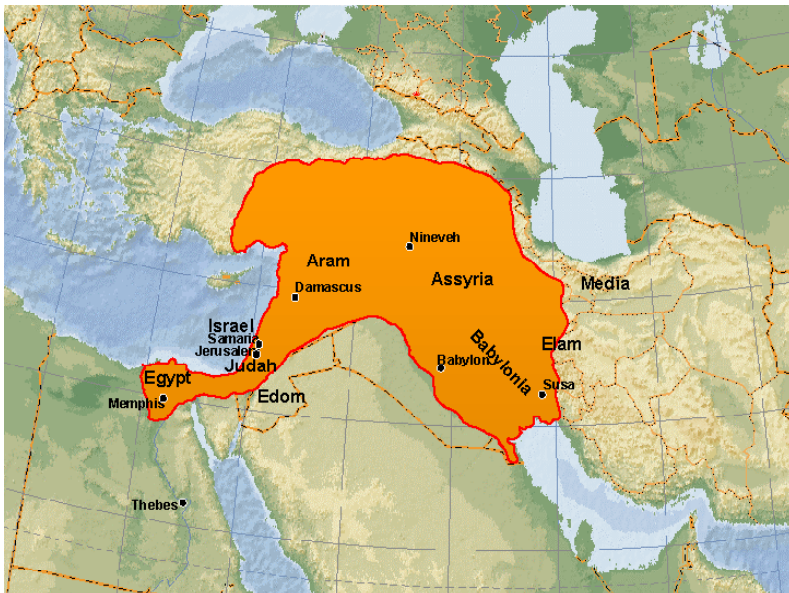 Nineveh
Aram
Assyria
Media
Damascus
Israel
Samaria
Jerusalem
Judah
Elam
Babylonia
Babylon
Egypt
Susa
Edom
Memphis
Thebes